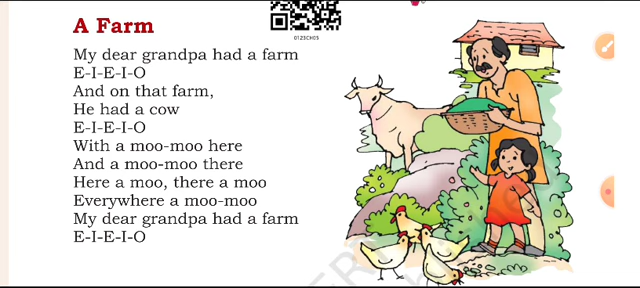 A Farm
0123CH05
My dear grandpa had a farm
E-I-E-I-O
And on that farm,
He had a cow
E-I-E-I-O
With a moo-moo here
And a moo-moo there
Here a moo, there a moo
Everywhere a moo-moo
My dear grandpa had a farm
E-I-E-I-O